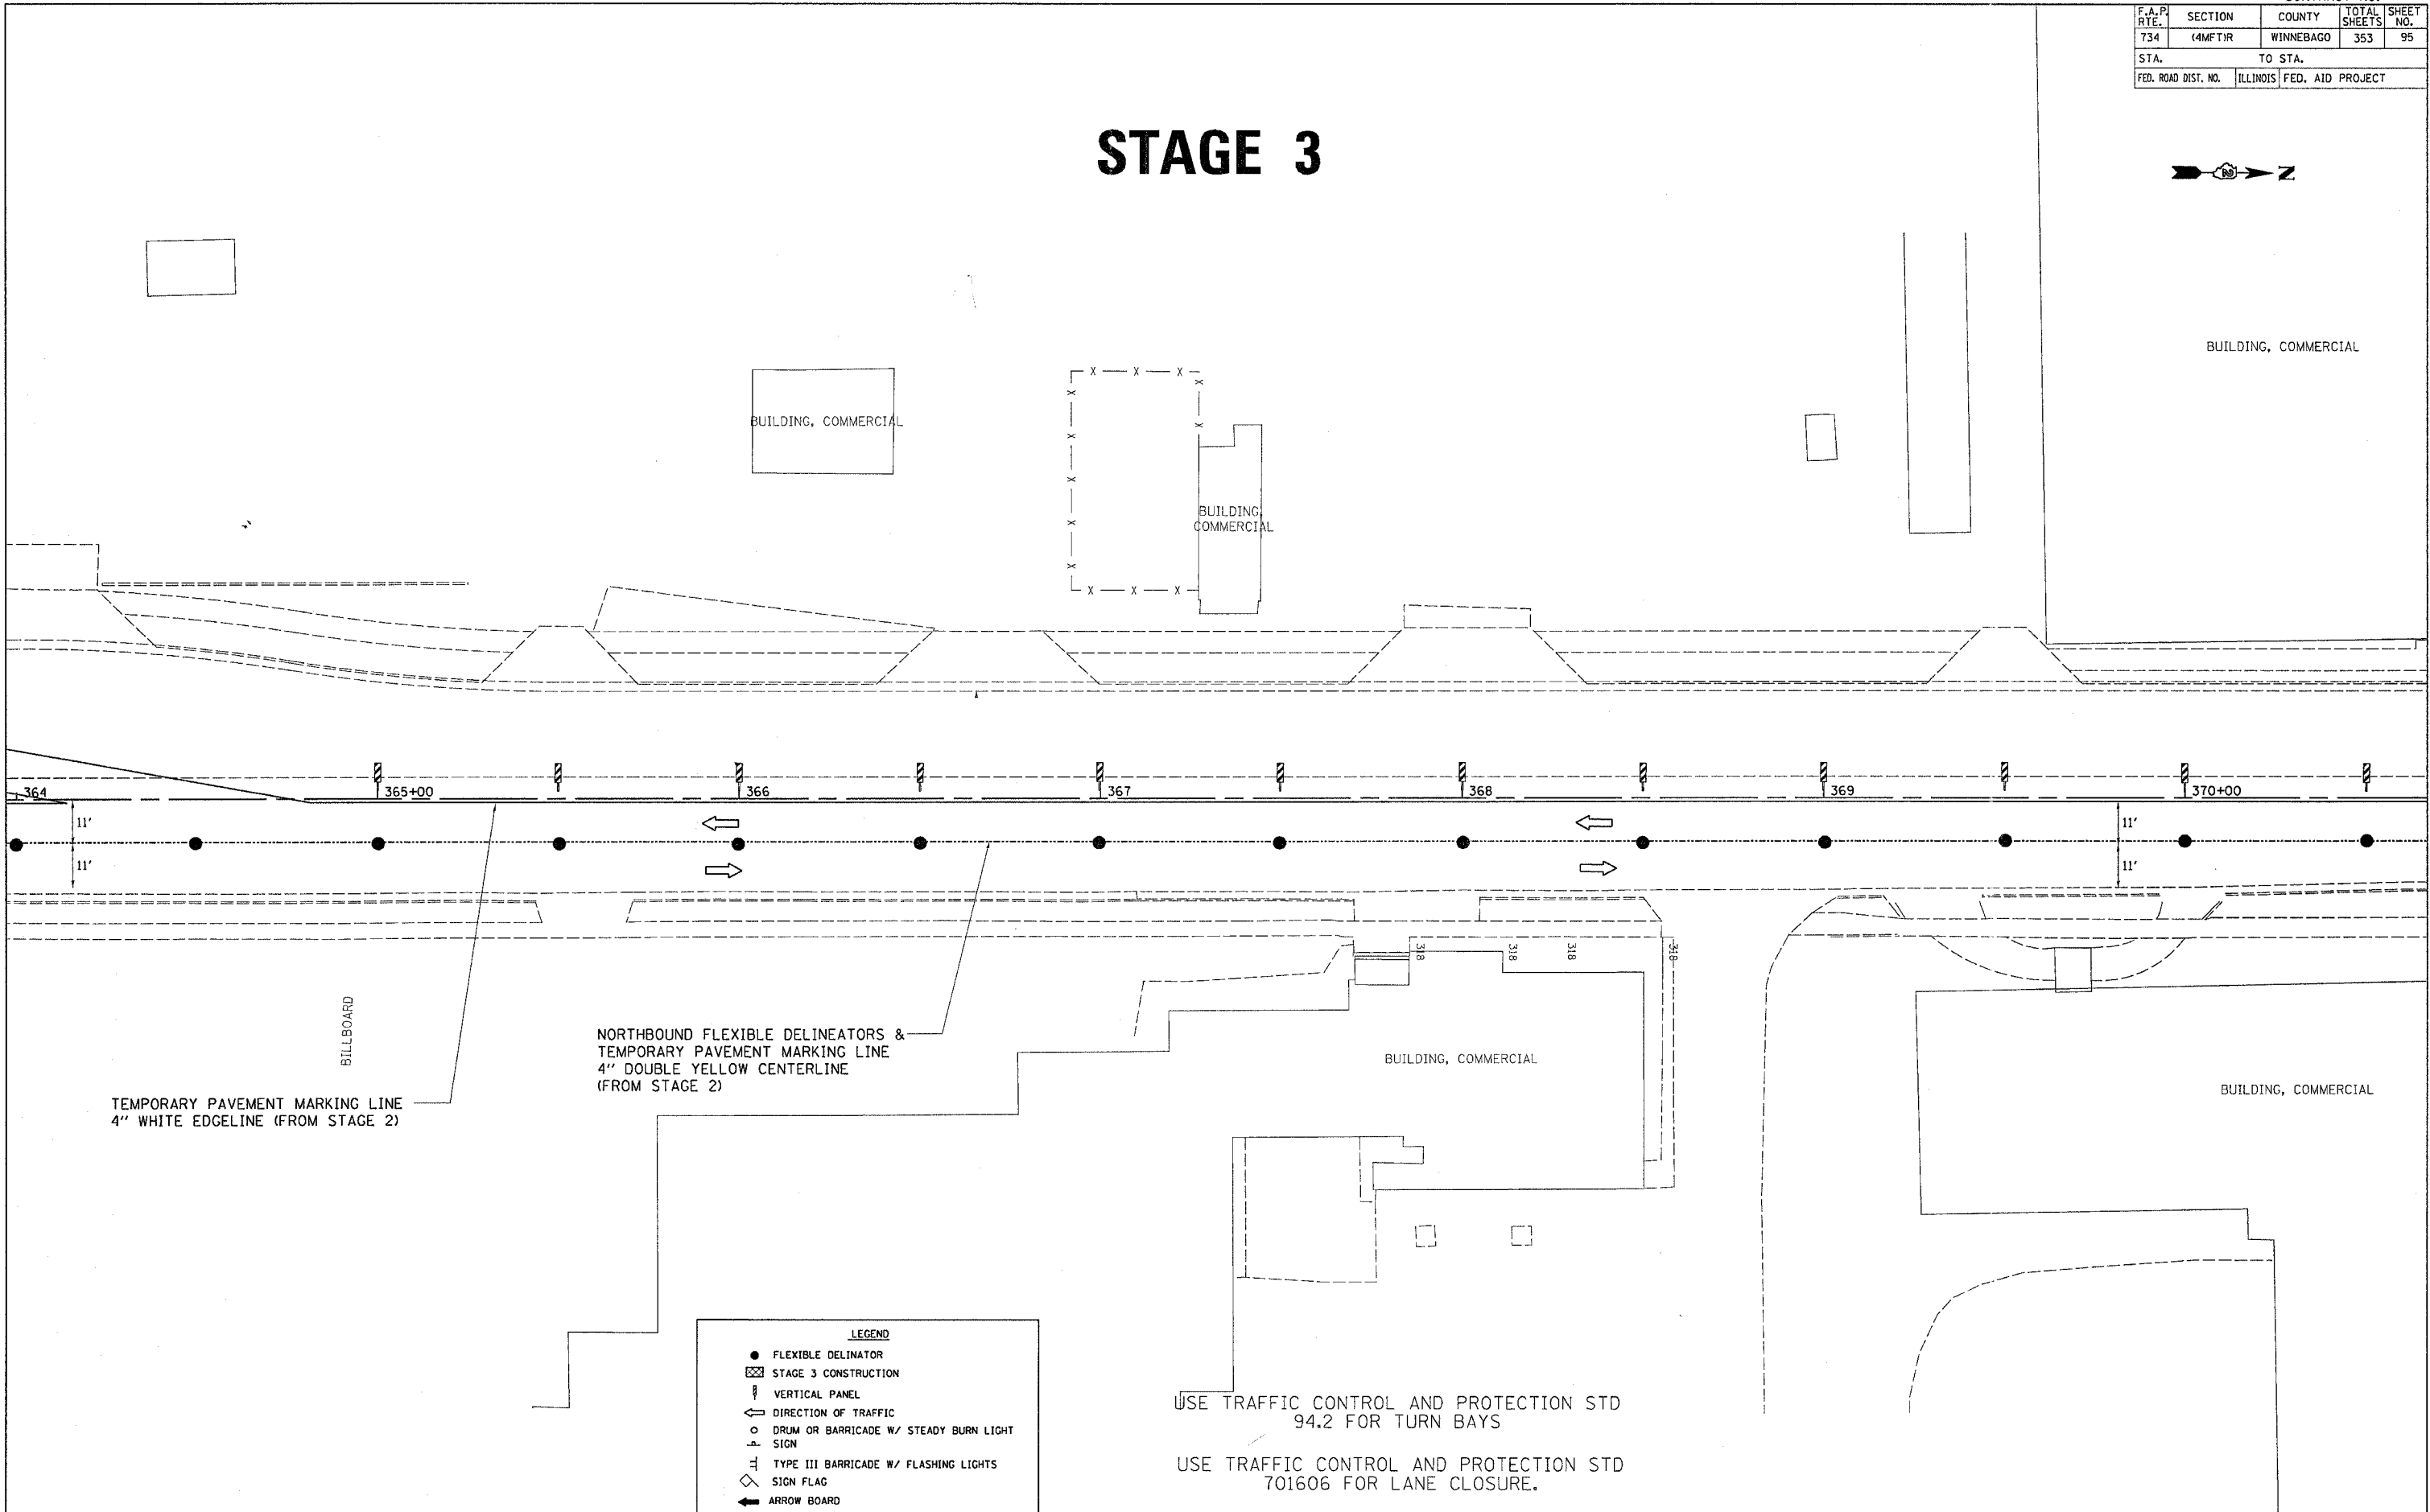 F.A.P. RTE. SECTION COUNTY TOTAL SHEETS SHEET NO.
734 (4MFT)R WINNEBAGO 353 95
STA. TO STA.
FED. ROAD DIST. NO. ILLINOIS FED. AID PROJECT
STAGE 3
N
BUILDING, COMMERCIAL
BUILDING, COMMERCIAL
BUILDING
COMMERCIAL
364 365+00 366 367 368 369 370+00
11' 11'
11' 11'
318 318 318 318
BILLBOARD
NORTHBOUND FLEXIBLE DELINEATORS &
TEMPORARY PAVEMENT MARKING LINE
4" DOUBLE YELLOW CENTERLINE
(FROM STAGE 2)
BUILDING, COMMERCIAL
BUILDING, COMMERCIAL
TEMPORARY PAVEMENT MARKING LINE
4" WHITE EDGELINE (FROM STAGE 2)
LEGEND
FLEXIBLE DELINATOR
STAGE 3 CONSTRUCTION
VERTICAL PANEL
DIRECTION OF TRAFFIC
DRUM OR BARRICADE W/ STEADY BURN LIGHT
SIGN
TYPE III BARRICADE W/ FLASHING LIGHTS
SIGN FLAG
ARROW BOARD
USE TRAFFIC CONTROL AND PROTECTION STD
94.2 FOR TURN BAYS
USE TRAFFIC CONTROL AND PROTECTION STD
701606 FOR LANE CLOSURE.